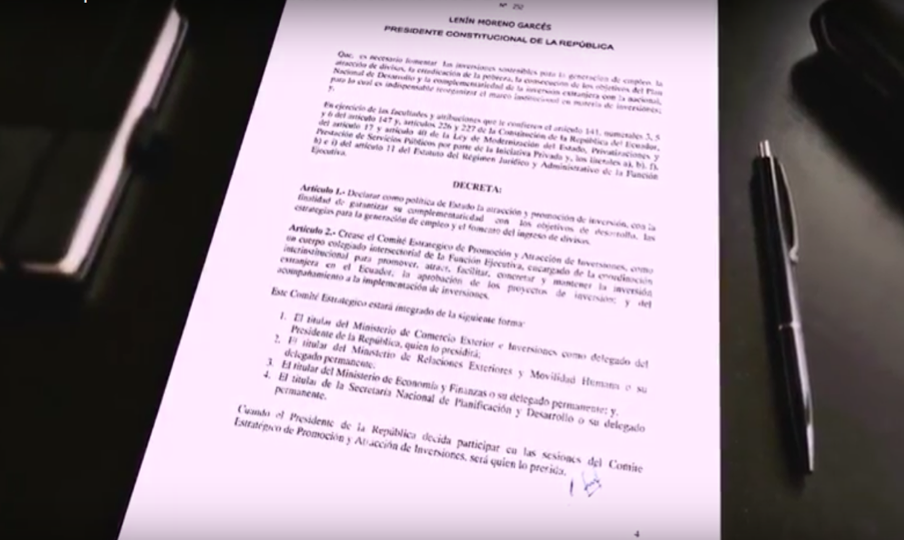 Nº 252
LENÍN MORENO GARCÉS
PRESIDENTE CONSTITUCIONAL DE LA REPÚBLICA
Que, es necesario fomentar las inversiones sostenibles para la generación de empleo, la
atracción de divisas, la erradicación de la pobreza, la consecución de los objetivos del Plan
Nacional de Desarrollo y la complementariedad de la inversión extranjera con la nacional,
para lo cual es indispensable reorganizar el marco institucional en materia de inversiones;
y,
En ejercicio de las facultades y atribuciones que le confieren el artículo 141, numerales 3, 5
y 6 del artículo 147 y, artículos 226 y 227 de la Constitución de la República del Ecuador,
del artículo 17 y artículo 40 de la Ley de Modernización del Estado, Privatizaciones y
Prestación de Servicios Públicos por parte de la Iniciativa Privada y, los literales a), b), f),
h) e i) del artículo 11 del Estatuto del Régimen Jurídico y Administrativo de la Función
Ejecutiva.
DECRETA:
Artículo 1.- Declarar como política de Estado la atracción y promoción de inversión, con la
finalidad de garantizar su complementariedad con los objetivos de desarrollo, las
estrategias para la generación de empleo y el fomento del ingreso de divisas.
Artículo 2.- Crease el Comité Estratégico de Promoción y Atracción de Inversiones, como
un cuerpo colegiado intersectorial de la Función Ejecutiva, encargado de la coordinación
interinstitucional para promover, atraer, facilitar, concretar y mantener la inversión
extranjera en el Ecuador; la aprobación de los proyectos de inversión; y del
acompañamiento a la implementación de inversiones.
Este Comité Estratégico estará integrado de la siguiente forma:
1. El titular del Ministerio de Comercio Exterior e Inversiones como delegado del
Presidente de la República, quien lo presidirá;
2. El titular del Ministerio de Relaciones Exteriores y Movilidad Humana o su
delegado permanente.
3. El titular del Ministerio de Economía y Finanzas o su delegado permanente; y,
4. El titular de la Secretaría Nacional de Planificación y Desarrollo o su delegado
permanente.
Cuando el Presidente de la República decida participar en las sesiones del Comité
Estratégico de Promoción y Atracción de Inversiones, será quien lo presida.
4